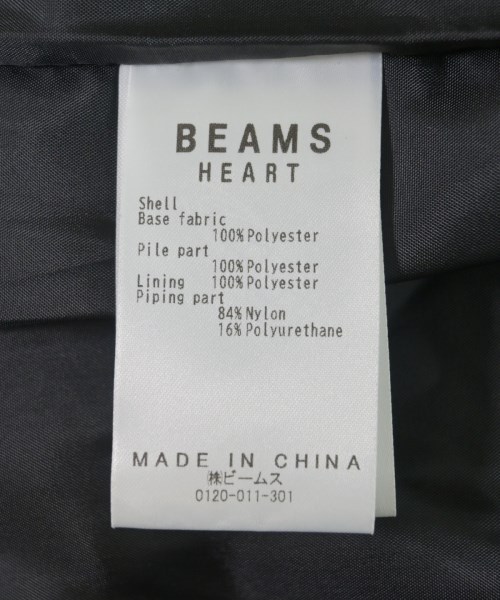 BEAMS
HEART
Shell
Base fabric
100% Polyester
Pile part
100% Polyester
Lining 100% Polyester
Piping part
84% Nylon
16% Polyurethane
MADE IN CHINA
㈱ビームス
0120-011-301